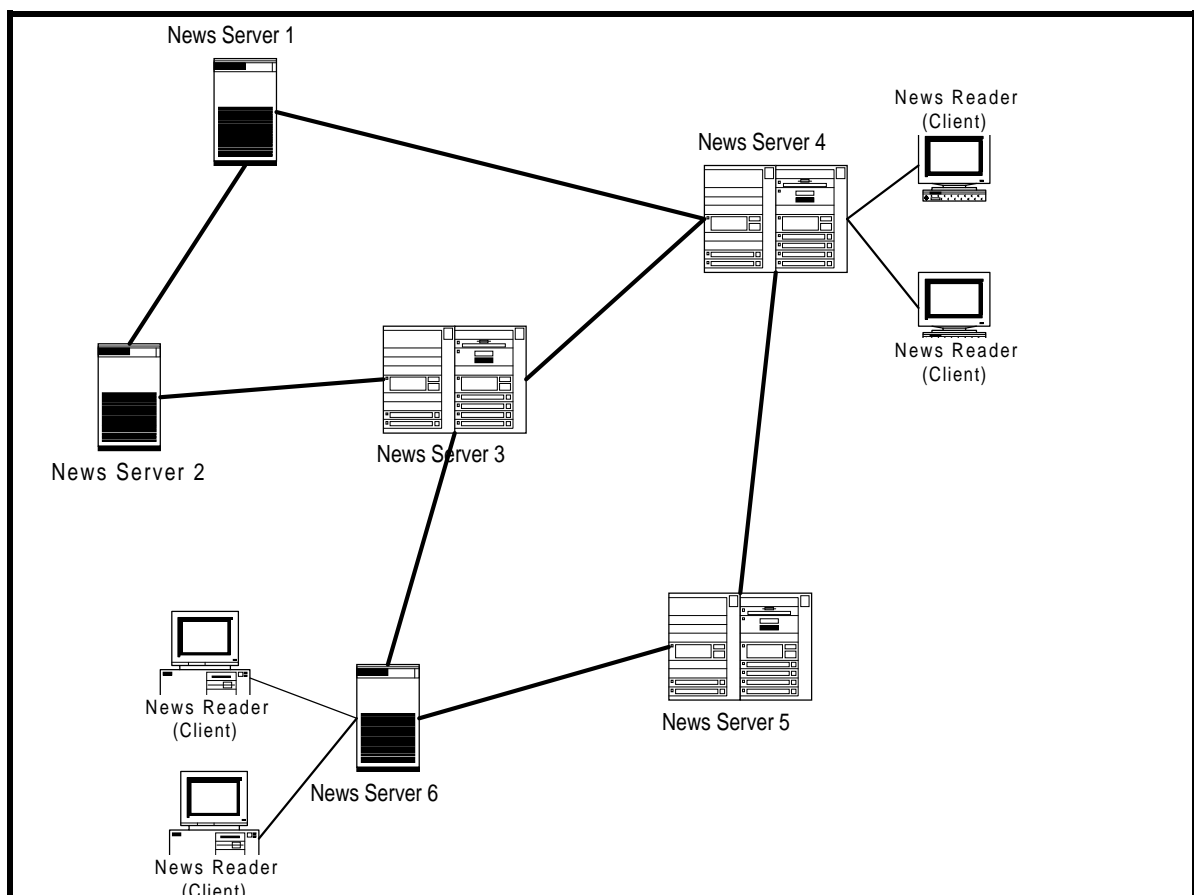 News Server 1
News Reader
(Client)
News Server 4
News Reader
(Client)
News Server 3
News Server 2
News Reader
(Client)
News Server 5
News Server 6
News Reader
(Client)